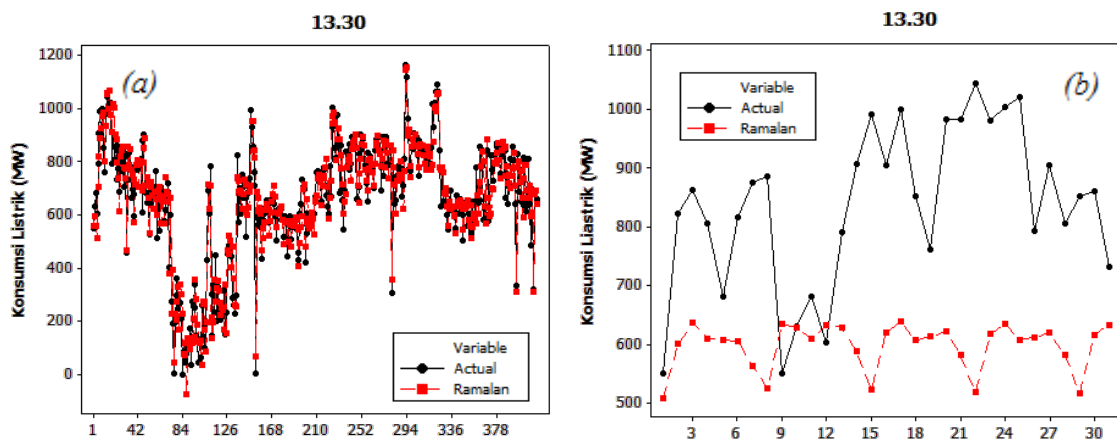 13.30
(a)
Konsumsi Liastrik (MW)
1200
1000
800
600
400
200
0
Variable
Actual
Ramalan
1 42 84 126 168 210 252 294 336 378
13.30
(b)
Konsumsi Liastrik (MW)
1100
1000
900
800
700
600
500
Variable
Actual
Ramalan
3 6 9 12 15 18 21 24 27 30